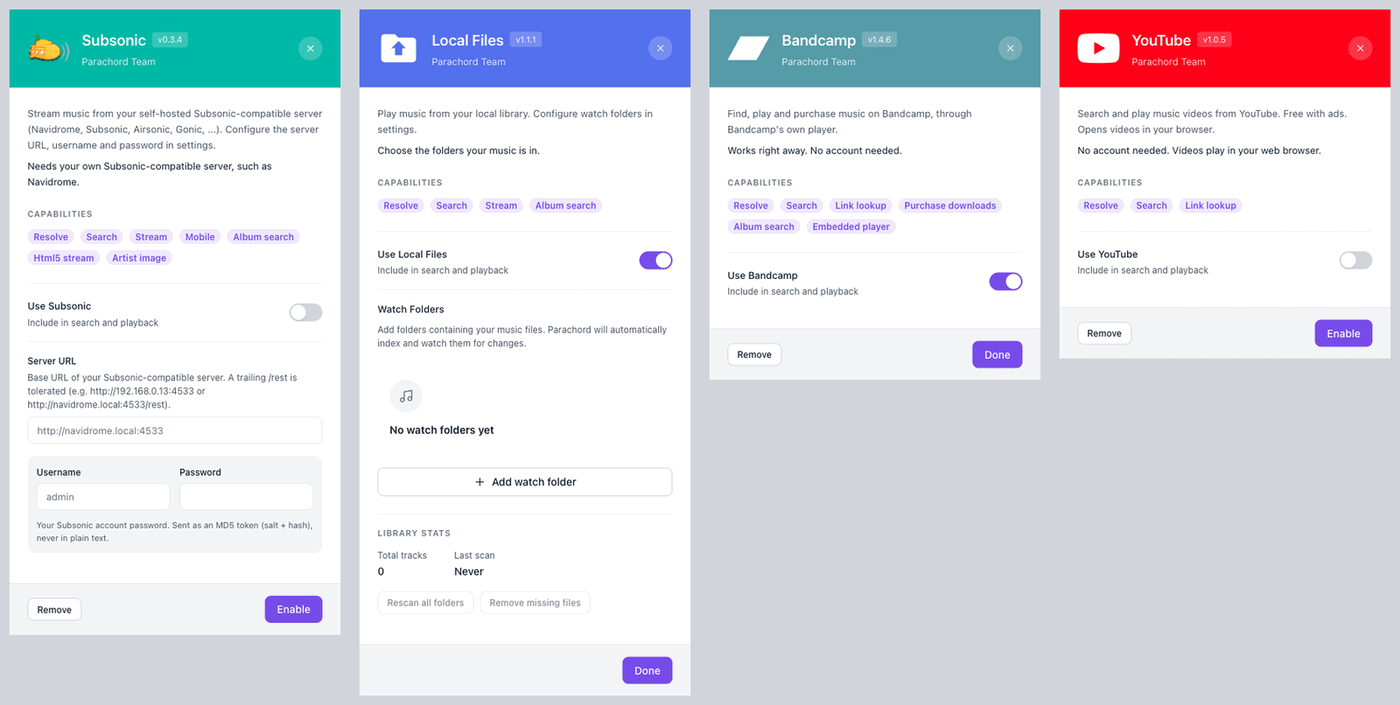 Subsonic v0.3.4
Parachord Team
Stream music from your self-hosted Subsonic-compatible server
(Navidrome, Subsonic, Airsonic, Gonic, ...). Configure the server
URL, username and password in settings.
Needs your own Subsonic-compatible server, such as
Navidrome.
CAPABILITIES
Resolve Search Stream Mobile Album search
Html5 stream Artist image
Use Subsonic
Include in search and playback
Server URL
Base URL of your Subsonic-compatible server. A trailing /rest is
tolerated (e.g. http://192.168.0.13:4533 or
http://navidrome.local:4533/rest).
http://navidrome.local:4533
Username Password
admin
Your Subsonic account password. Sent as an MD5 token (salt + hash),
never in plain text.
Remove Enable
Local Files v1.1.1
Parachord Team
Play music from your local library. Configure watch folders in
settings.
Choose the folders your music is in.
CAPABILITIES
Resolve Search Stream Album search
Use Local Files
Include in search and playback
Watch Folders
Add folders containing your music files. Parachord will automatically
index and watch them for changes.
No watch folders yet
+ Add watch folder
LIBRARY STATS
Total tracks Last scan
0 Never
Rescan all folders Remove missing files
Done
Bandcamp v1.4.6
Parachord Team
Find, play and purchase music on Bandcamp, through
Bandcamp's own player.
Works right away. No account needed.
CAPABILITIES
Resolve Search Link lookup Purchase downloads
Album search Embedded player
Use Bandcamp
Include in search and playback
Remove Done
YouTube v1.0.5
Parachord Team
Search and play music videos from YouTube. Free with ads.
Opens videos in your browser.
No account needed. Videos play in your web browser.
CAPABILITIES
Resolve Search Link lookup
Use YouTube
Include in search and playback
Remove Enable